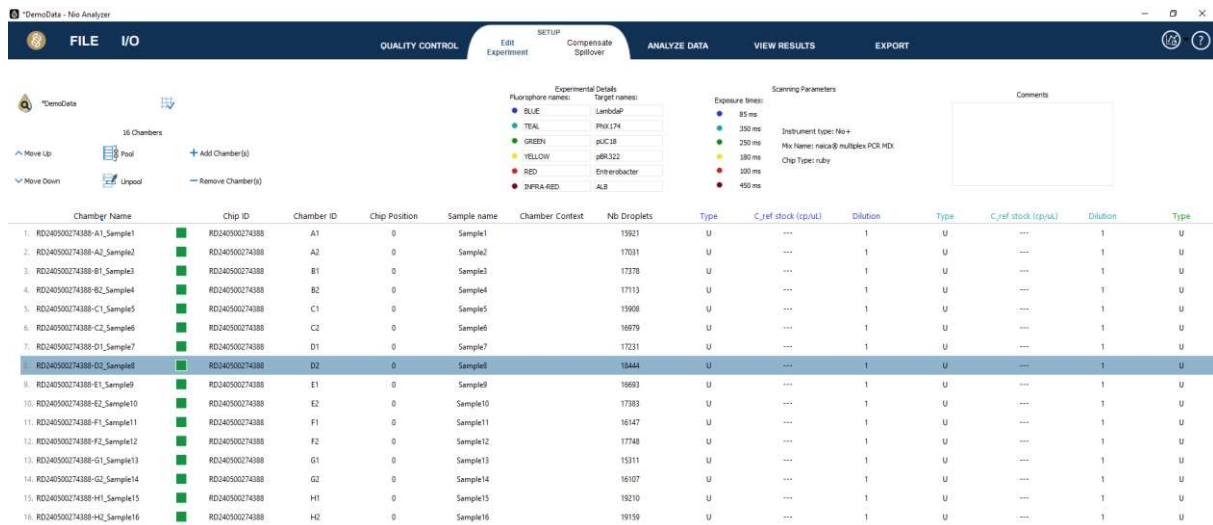 *DemoData - Nio Analyzer
FILE I/O QUALITY CONTROL SETUP Edit Experiment Compensate Spillover ANALYZE DATA VIEW RESULTS EXPORT
*DemoData
16 Chambers
Move Up Pool Add Chamber(s)
Move Down Unpool Remove Chamber(s)
Experimental Details
Fluorophore names: Target names:
BLUE LambdaP
TEAL PhiX174
GREEN pUC18
YELLOW pBR322
RED Entrerobacter
INFRA-RED ALB
Scanning Parameters
Exposure times:
85 ms
350 ms
250 ms
180 ms
100 ms
450 ms
Instrument type: No+
Mix Name: naica® multiplex PCR MIX
Chip Type: ruby
Comments
Chamber Name Chip ID Chamber ID Chip Position Sample name Chamber Context Nb Droplets Type C_ref stock (cp/uL) Dilution Type C_ref stock (cp/uL) Dilution Type
1. RD240500274388-A1_Sample1 RD240500274388 A1 0 Sample1 15921 U --- 1 U --- 1 U
2. RD240500274388-A2_Sample2 RD240500274388 A2 0 Sample2 17031 U --- 1 U --- 1 U
3. RD240500274388-B1_Sample3 RD240500274388 B1 0 Sample3 17378 U --- 1 U --- 1 U
4. RD240500274388-B2_Sample4 RD240500274388 B2 0 Sample4 17113 U --- 1 U --- 1 U
5. RD240500274388-C1_Sample5 RD240500274388 C1 0 Sample5 15908 U --- 1 U --- 1 U
6. RD240500274388-C2_Sample6 RD240500274388 C2 0 Sample6 16979 U --- 1 U --- 1 U
7. RD240500274388-D1_Sample7 RD240500274388 D1 0 Sample7 17231 U --- 1 U --- 1 U
8. RD240500274388-D2_Sample8 RD240500274388 D2 0 Sample8 18444 U --- 1 U --- 1 U
9. RD240500274388-E1_Sample9 RD240500274388 E1 0 Sample9 16693 U --- 1 U --- 1 U
10. RD240500274388-E2_Sample10 RD240500274388 E2 0 Sample10 17383 U --- 1 U --- 1 U
11. RD240500274388-F1_Sample11 RD240500274388 F1 0 Sample11 16147 U --- 1 U --- 1 U
12. RD240500274388-F2_Sample12 RD240500274388 F2 0 Sample12 17748 U --- 1 U --- 1 U
13. RD240500274388-G1_Sample13 RD240500274388 G1 0 Sample13 15311 U --- 1 U --- 1 U
14. RD240500274388-G2_Sample14 RD240500274388 G2 0 Sample14 16107 U --- 1 U --- 1 U
15. RD240500274388-H1_Sample15 RD240500274388 H1 0 Sample15 19210 U --- 1 U --- 1 U
16. RD240500274388-H2_Sample16 RD240500274388 H2 0 Sample16 19159 U --- 1 U --- 1 U